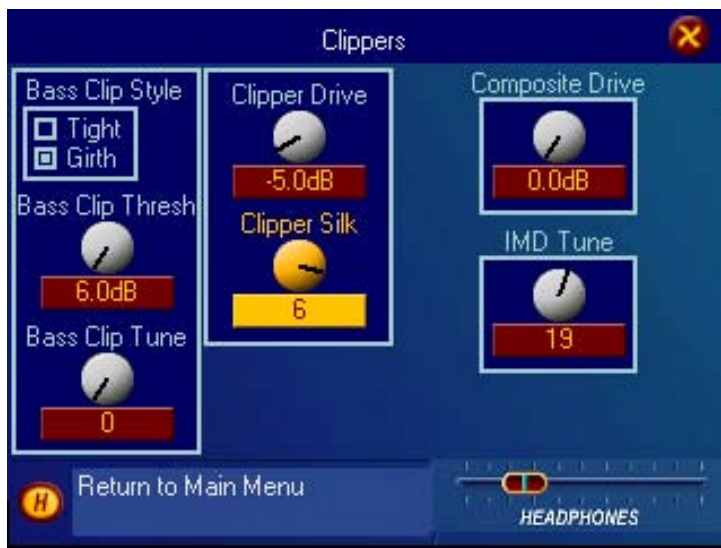 Clippers
Bass Clip Style
Tight
Girth
Bass Clip Thresh
6.0dB
Bass Clip Tune
0
Clipper Drive
-5.0dB
Clipper Silk
6
Composite Drive
0.0dB
IMD Tune
19
H
Return to Main Menu
HEADPHONES